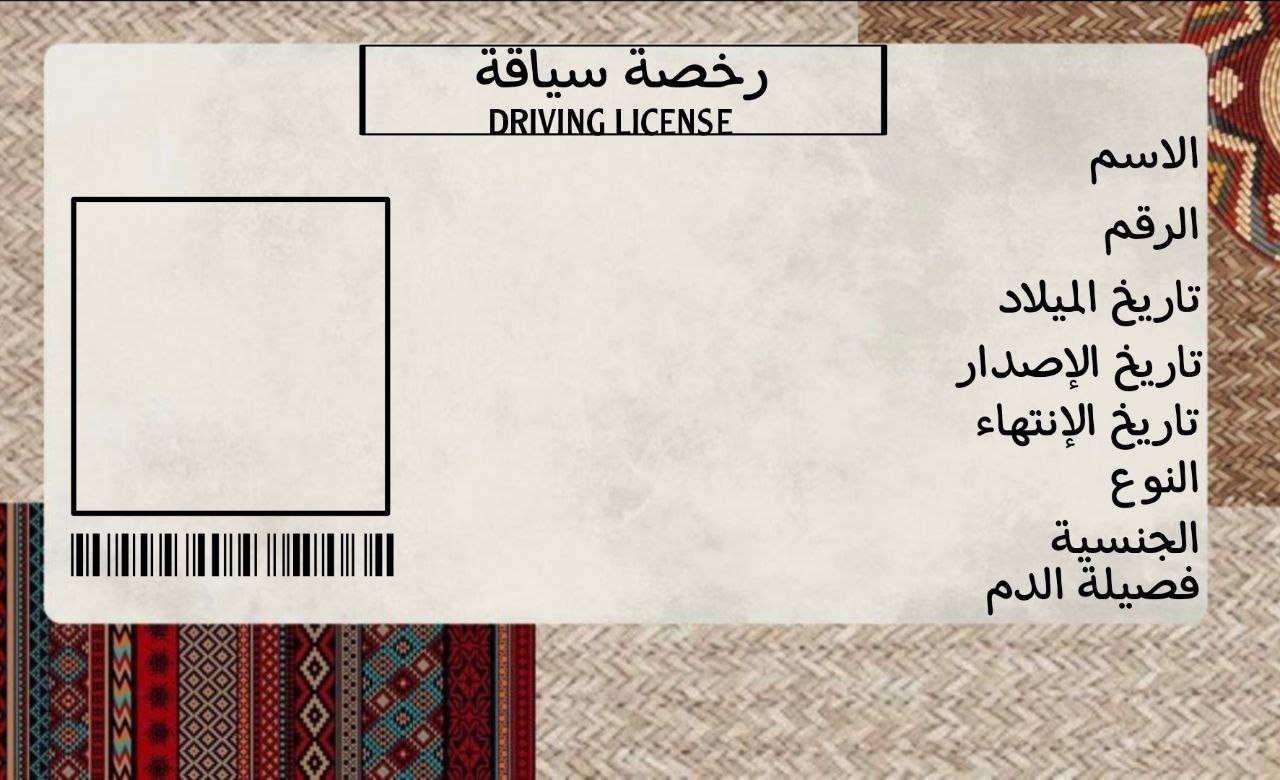 رخصة سياقة
DRIVING LICENSE
الاسم
الرقم
تاريخ الميلاد
تاريخ الإصدار
تاريخ الإنتهاء
النوع
الجنسية
فصيلة الدم